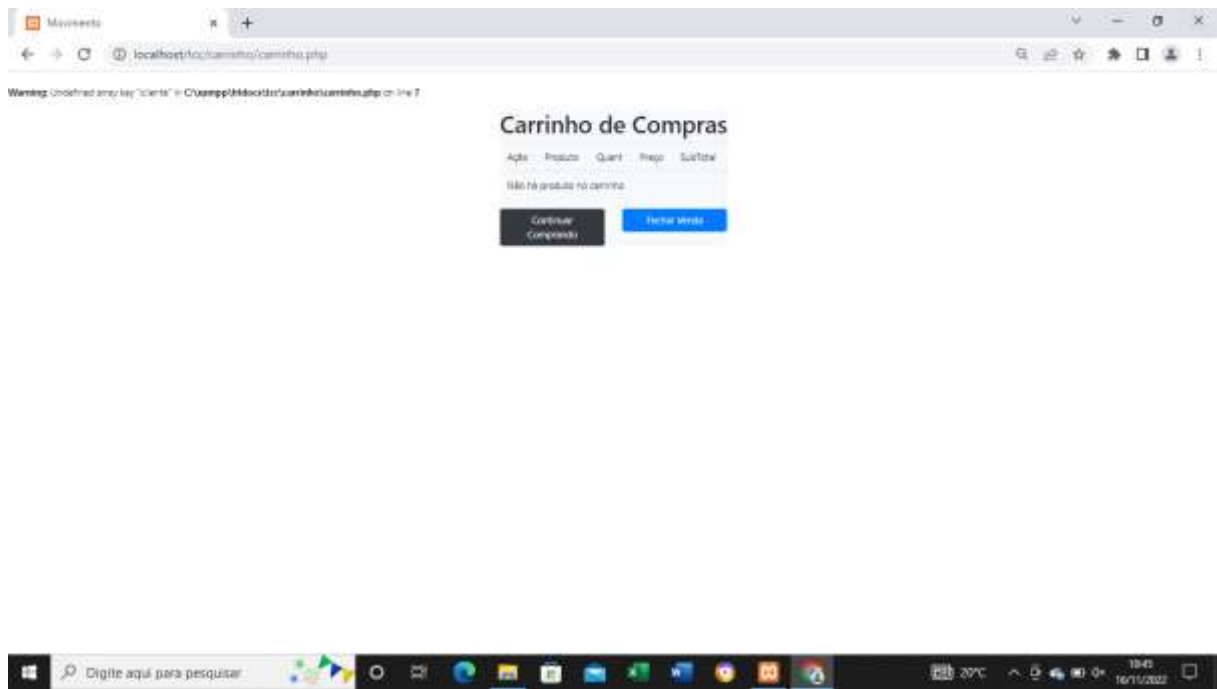 Movimento
localhost/tcc/carrinho/carrinho.php
Warning: Undefined array key "cliente" in C:\xampp\htdocs\tcc\carrinho\carrinho.php on line 7
Carrinho de Compras
Ação Produto Quant Preço SubTotal
Não há produto no carrinho
Continuar
Comprando
Fechar Venda
Digite aqui para pesquisar
20°C
10:45
16/11/2022